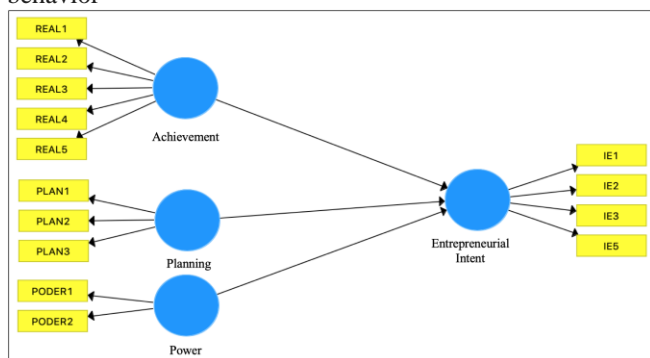 behavior
REAL1
REAL2
REAL3
REAL4
REAL5
Achievement
PLAN1
PLAN2
PLAN3
Planning
PODER1
PODER2
Power
IE1
IE2
IE3
IE5
Entrepreneurial
Intent